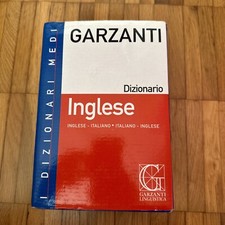 I DIZIONARI MEDI
GARZANTI
Dizionario
Inglese
INGLESE - ITALIANO • ITALIANO - INGLESE
GARZANTI
LINGUISTICA